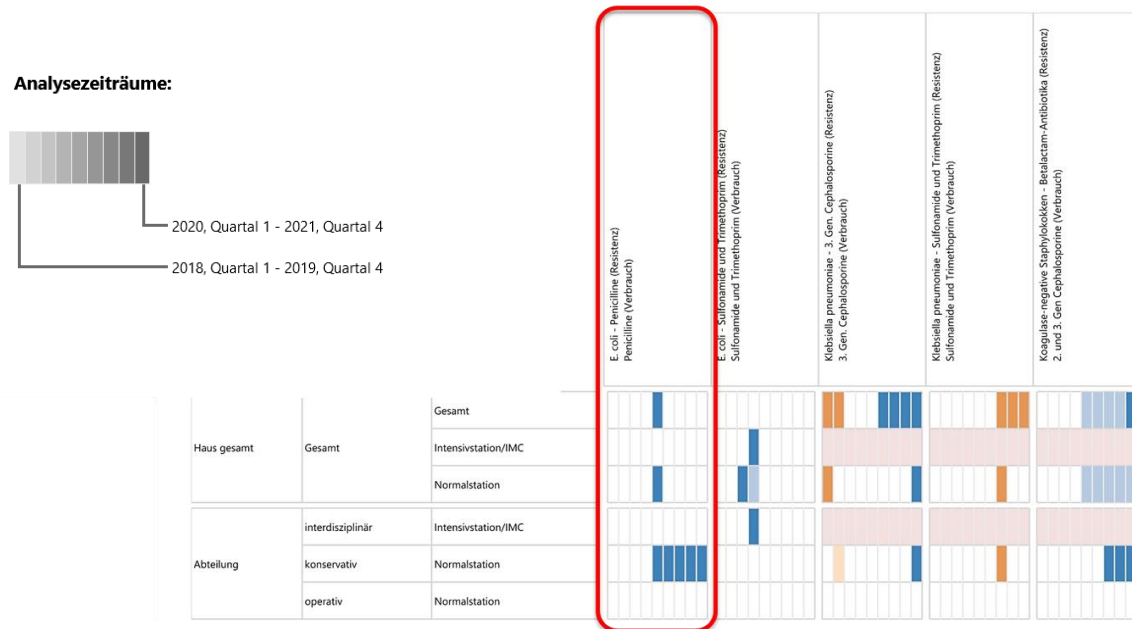 Analysezeiträume:
2020, Quartal 1 - 2021, Quartal 4
2018, Quartal 1 - 2019, Quartal 4
E. coli - Penicilline (Resistenz)
Penicilline (Verbrauch)
E. coli - Sulfonamide und Trimethoprim (Resistenz)
Sulfonamide und Trimethoprim (Verbrauch)
Klebsiella pneumoniae - 3. Gen. Cephalosporine (Resistenz)
3. Gen. Cephalosporine (Verbrauch)
Klebsiella pneumoniae - Sulfonamide und Trimethoprim (Resistenz)
Sulfonamide und Trimethoprim (Verbrauch)
Koagulase-negative Staphylokokken - Betalactam-Antibiotika (Resistenz)
2. und 3. Gen Cephalosporine (Verbrauch)
Gesamt
Haus gesamt Gesamt Intensivstation/IMC
Normalstation
interdisziplinär Intensivstation/IMC
Abteilung konservativ Normalstation
operativ Normalstation